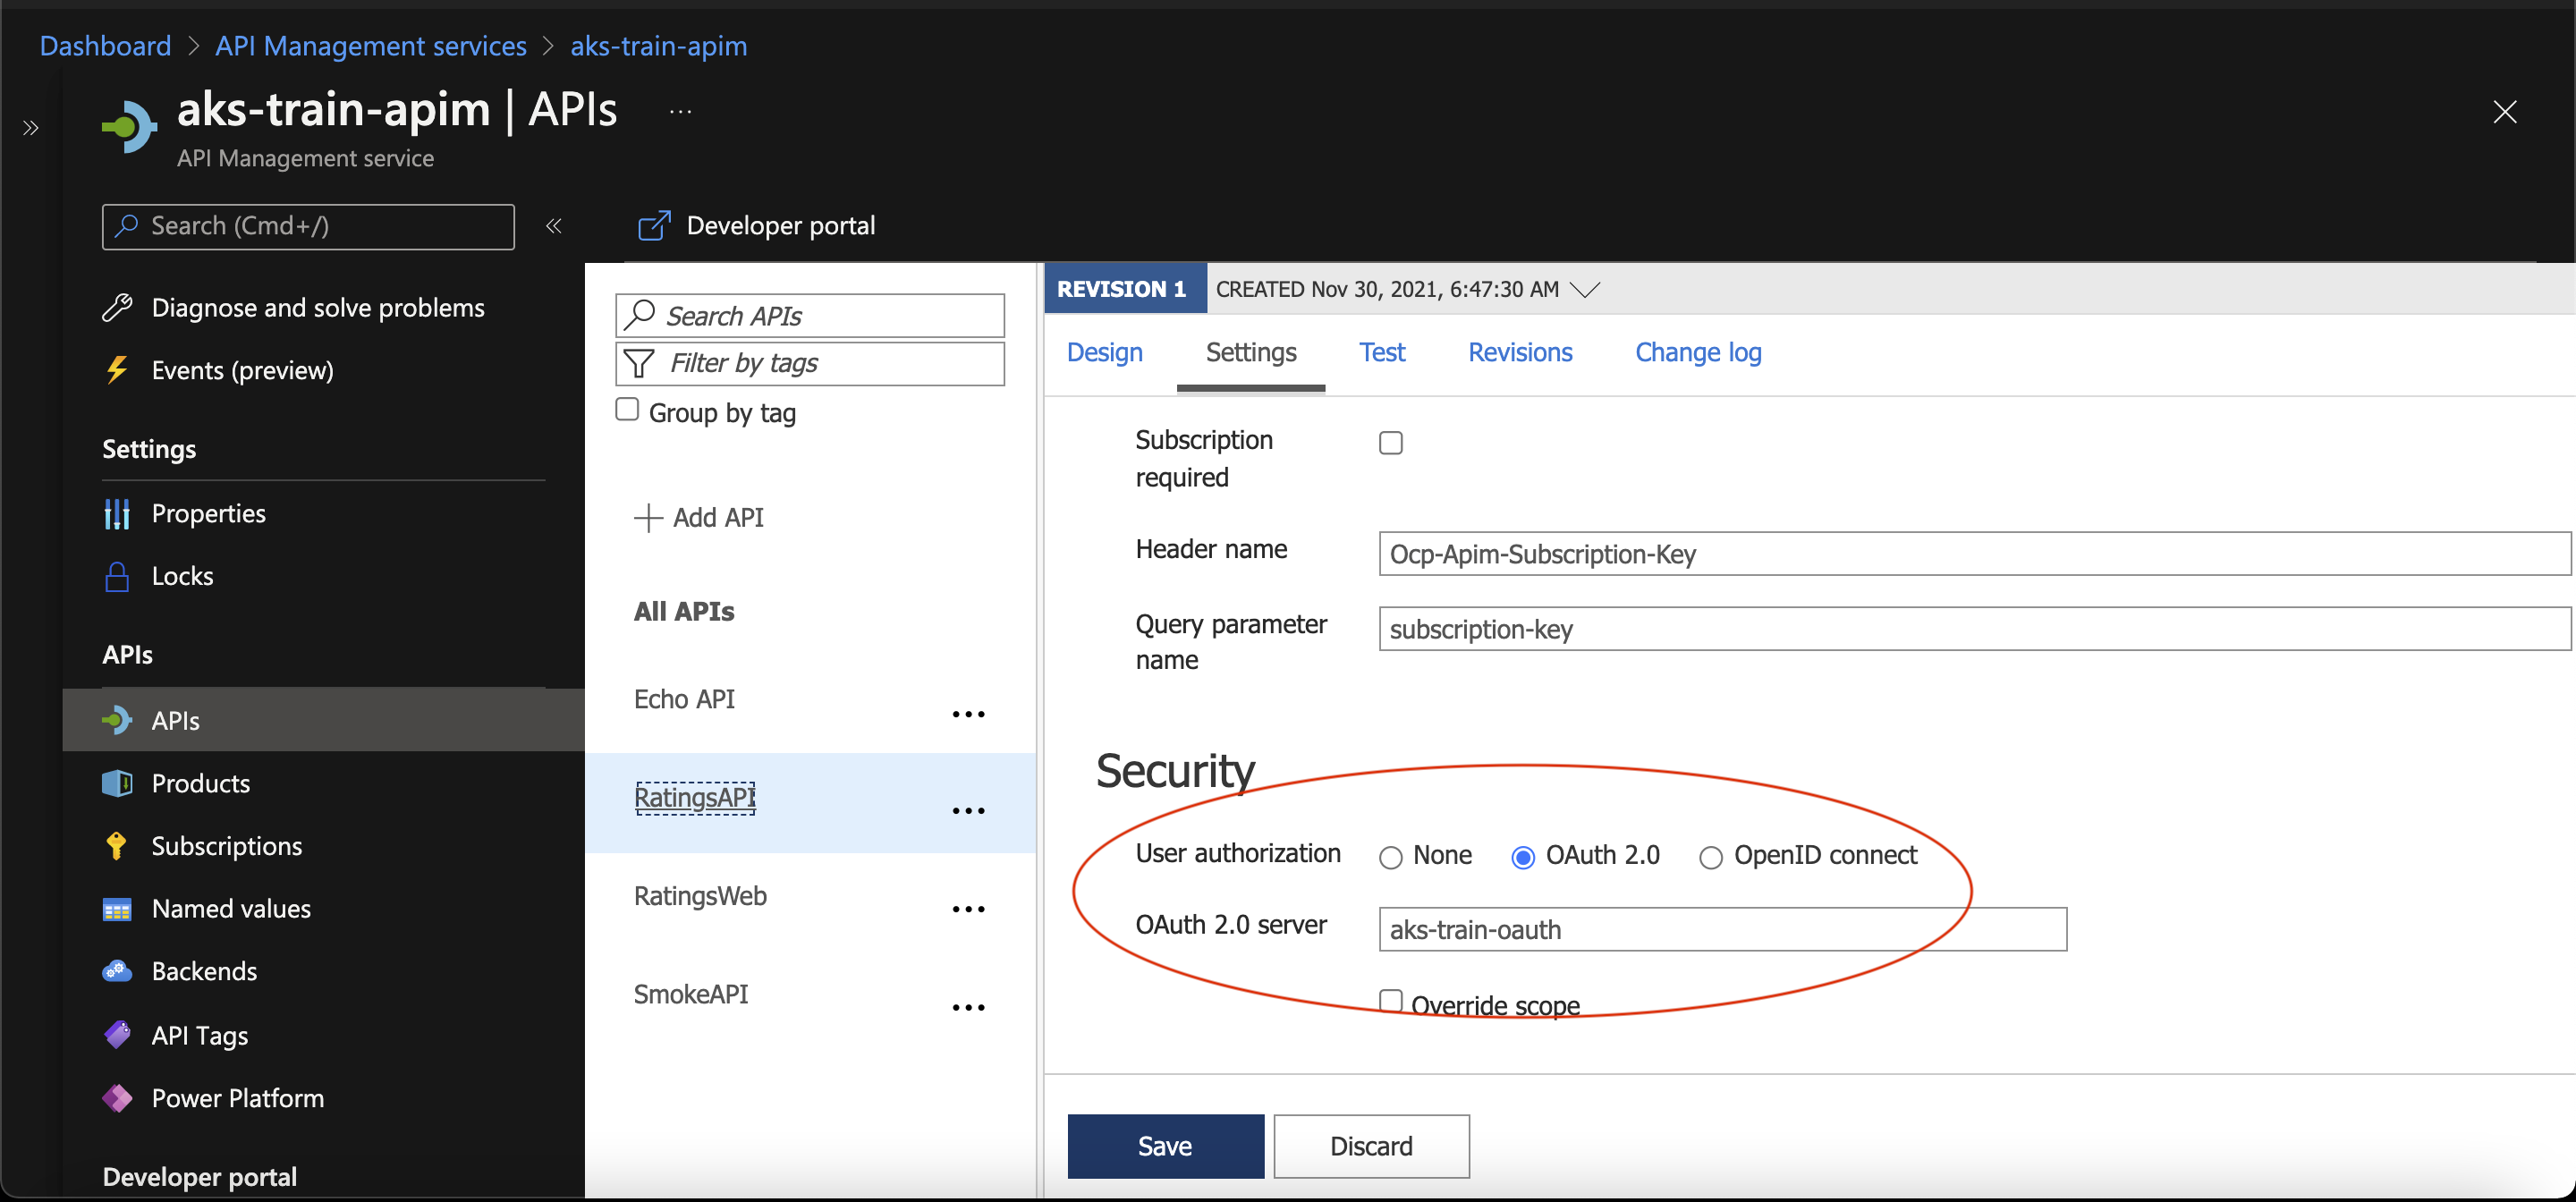 Dashboard > API Management services > aks-train-apim
aks-train-apim | APIs ...
API Management service
Search (Cmd+/)
Developer portal
Diagnose and solve problems
Events (preview)
Settings
Properties
Locks
APIs
APIs
Products
Subscriptions
Named values
Backends
API Tags
Power Platform
Developer portal
Search APIs
Filter by tags
Group by tag
Add API
All APIs
Echo API
RatingsAPI
RatingsWeb
SmokeAPI
REVISION 1 CREATED Nov 30, 2021, 6:47:30 AM
Design Settings Test Revisions Change log
Subscription
required
Header name Ocp-Apim-Subscription-Key
Query parameter
name subscription-key
Security
User authorization None OAuth 2.0 OpenID connect
OAuth 2.0 server aks-train-oauth
Override scope
Save Discard